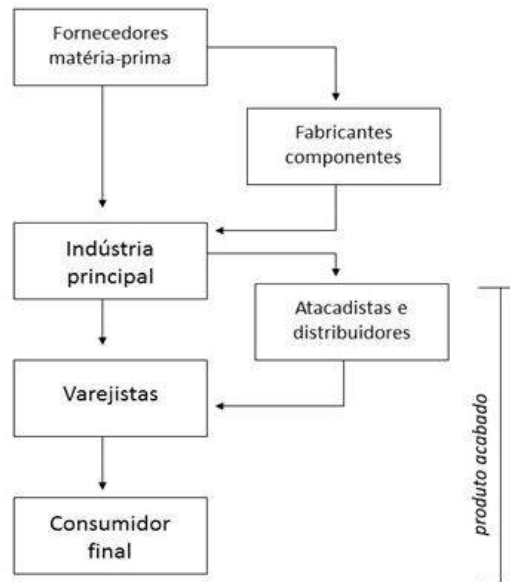 Fornecedores
matéria-prima
Fabricantes
componentes
Indústria
principal
Atacadistas e
distribuidores
Varejistas
Consumidor
final
produto acabado